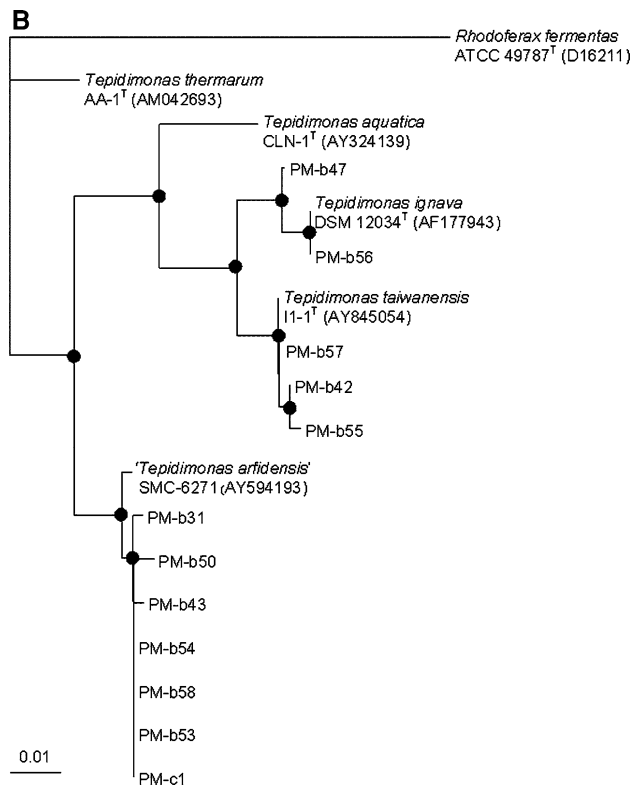 B
Rhodoferax fermentas
ATCC 49787T (D16211)
Tepidimonas thermarum
AA-1T (AM042693)
Tepidimonas aquatica
CLN-1T (AY324139)
PM-b47
Tepidimonas ignava
DSM 12034T (AF177943)
PM-b56
Tepidimonas taiwanensis
I1-1T (AY845054)
PM-b57
PM-b42
PM-b55
'Tepidimonas arfidensis'
SMC-6271 (AY594193)
PM-b31
PM-b50
PM-b43
PM-b54
PM-b58
PM-b53
PM-c1
0.01